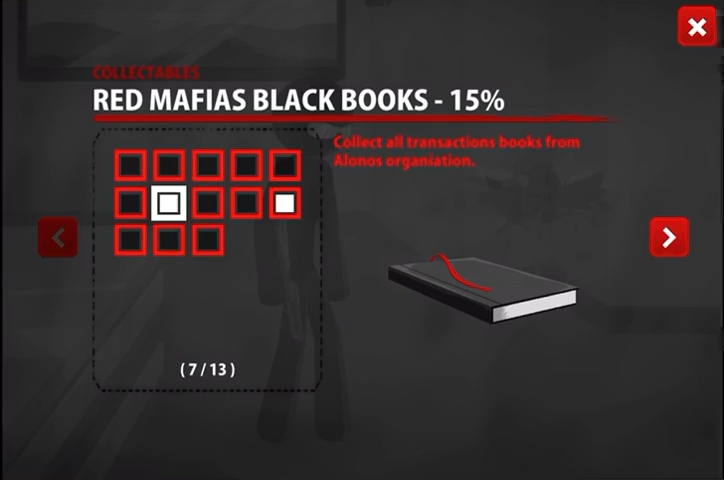 COLLECTABLES
RED MAFIAS BLACK BOOKS - 15%
Collect all transactions books from
Alonos organiation.
( 7 / 13 )